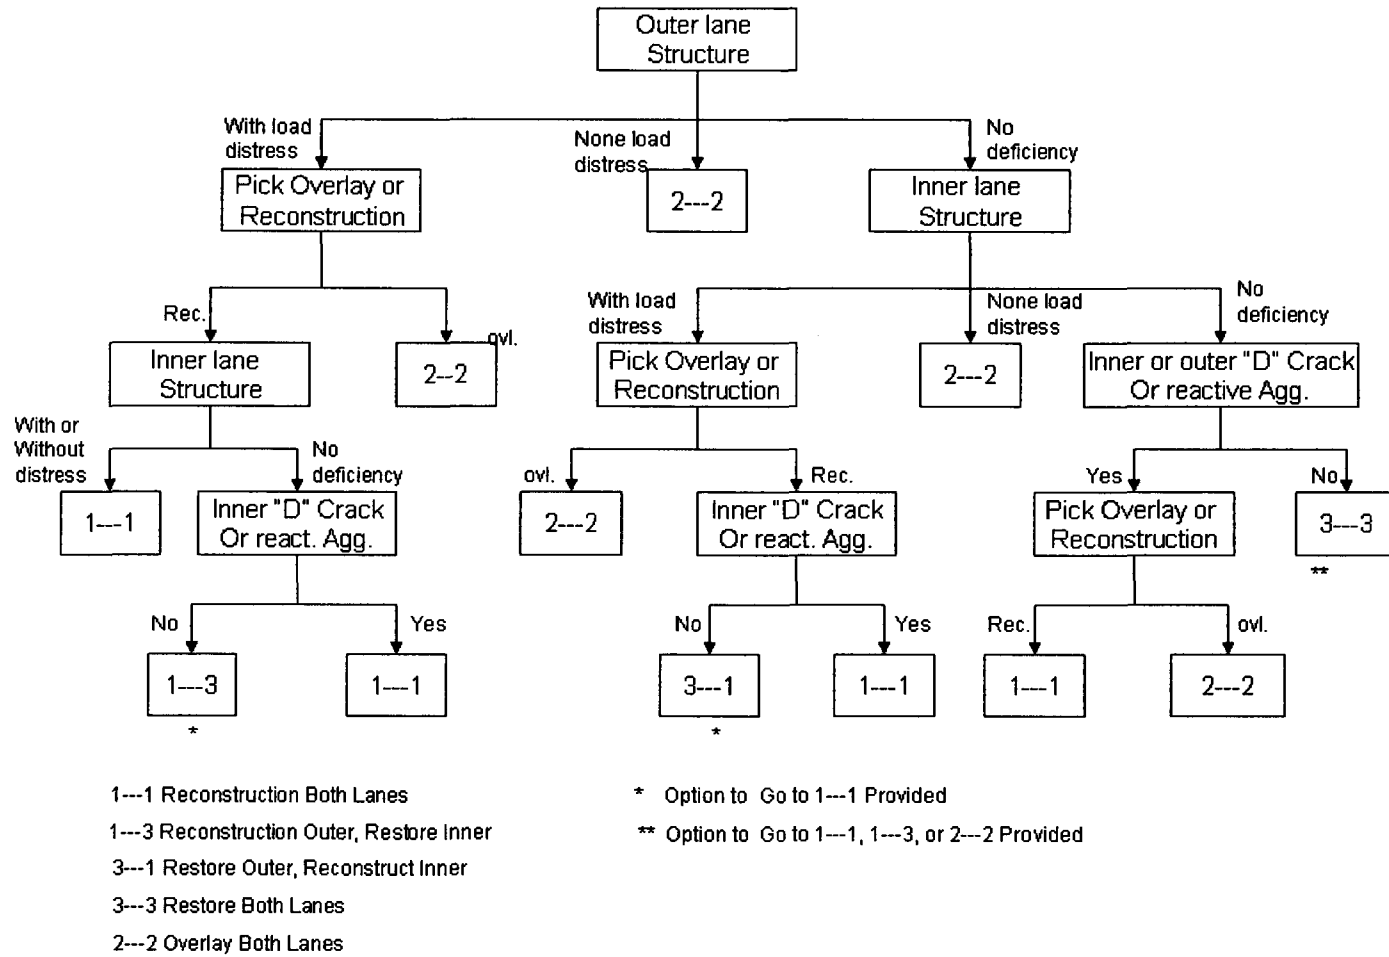 Outer lane
Structure
With load
distress
None load
distress
No
deficiency
Pick Overlay or
Reconstruction
2---2
Inner lane
Structure
Rec.
ovl.
With load
distress
None load
distress
No
deficiency
Inner lane
Structure
2--2
Pick Overlay or
Reconstruction
2---2
Inner or outer "D" Crack
Or reactive Agg.
With or
Without
distress
No
deficiency
ovl.
Rec.
Yes
No
1---1
Inner "D" Crack
Or react. Agg.
2---2
Inner "D" Crack
Or react. Agg.
Pick Overlay or
Reconstruction
3---3
**
No
Yes
No
Yes
Rec.
ovl.
1---3
1---1
3---1
1---1
1---1
2---2
*
*
1---1 Reconstruction Both Lanes
1---3 Reconstruction Outer, Restore Inner
3---1 Restore Outer, Reconstruct Inner
3---3 Restore Both Lanes
2---2 Overlay Both Lanes
* Option to Go to 1---1 Provided
** Option to Go to 1---1, 1---3, or 2---2 Provided